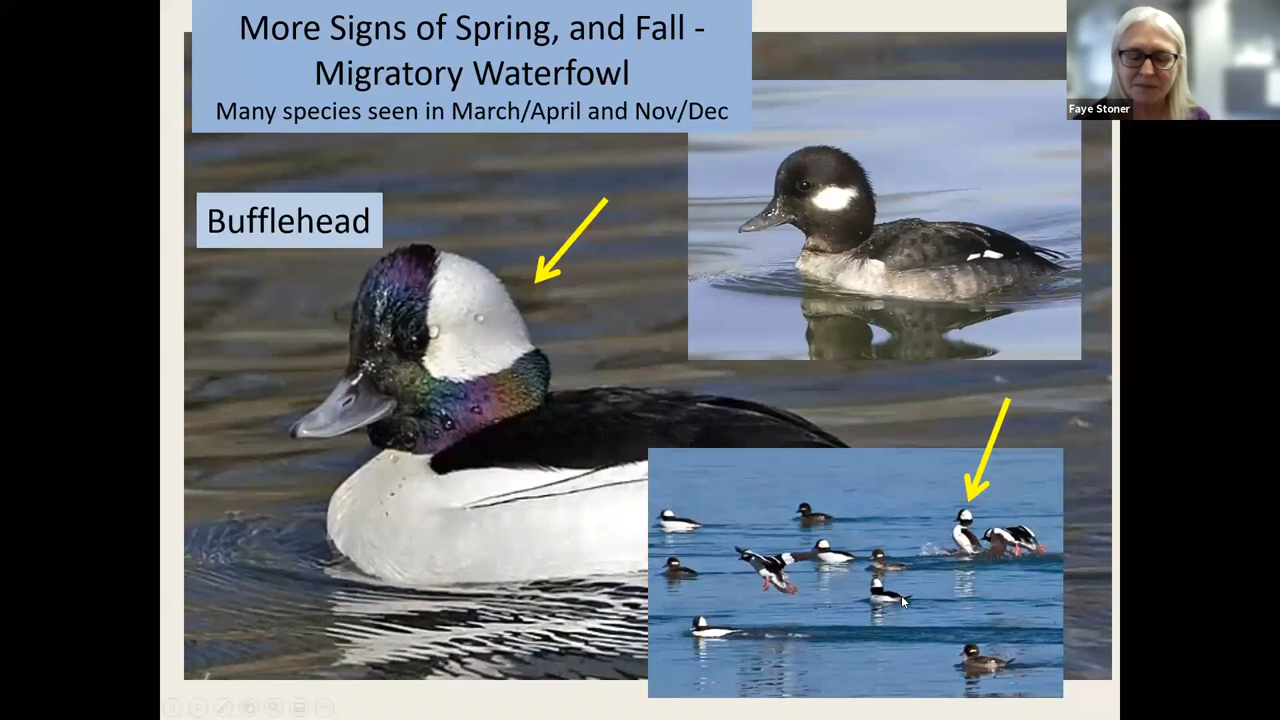 More Signs of Spring, and Fall -
Migratory Waterfowl
Many species seen in March/April and Nov/Dec
Faye Stoner
Bufflehead